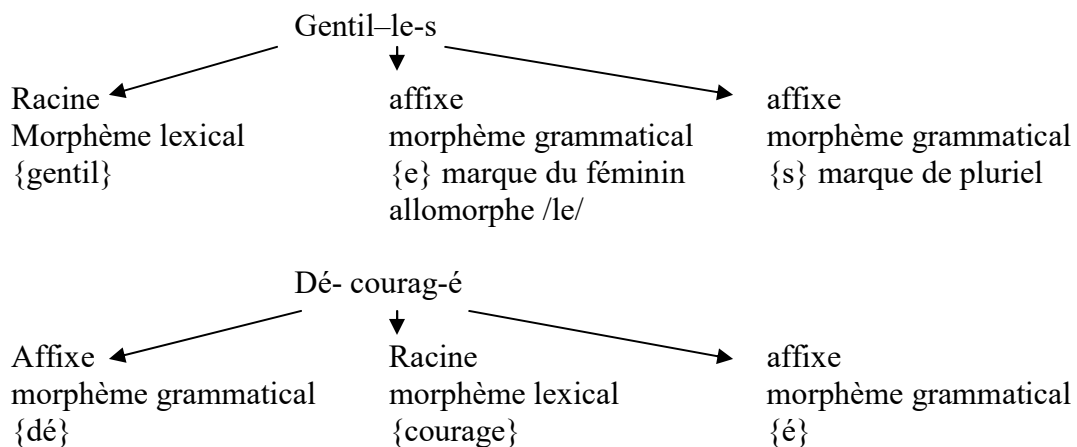 Gentil–le-s
Racine affixe affixe
Morphème lexical morphème grammatical morphème grammatical
{gentil} {e} marque du féminin {s} marque de pluriel
allomorphe /le/
Dé- courag-é
Affixe Racine affixe
morphème grammatical morphème lexical morphème grammatical
{dé} {courage} {é}